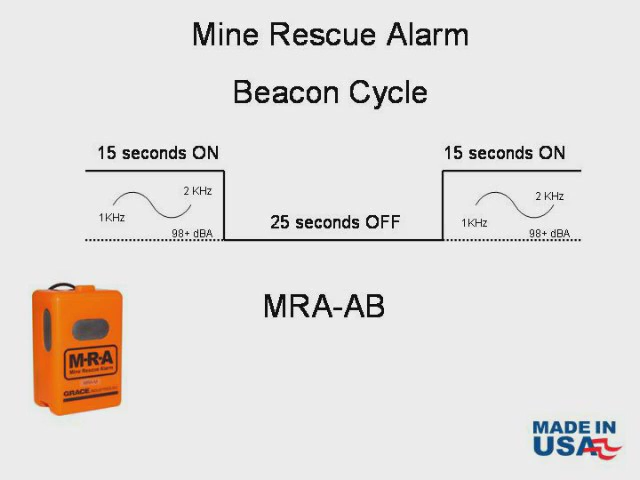 Mine Rescue Alarm
Beacon Cycle
15 seconds ON
15 seconds ON
2 KHz
1KHz
98+ dBA
25 seconds OFF
2 KHz
1KHz
98+ dBA
MRA-AB
M-R-A
Mine Rescue Alarm
GRACE
MADE IN
USA